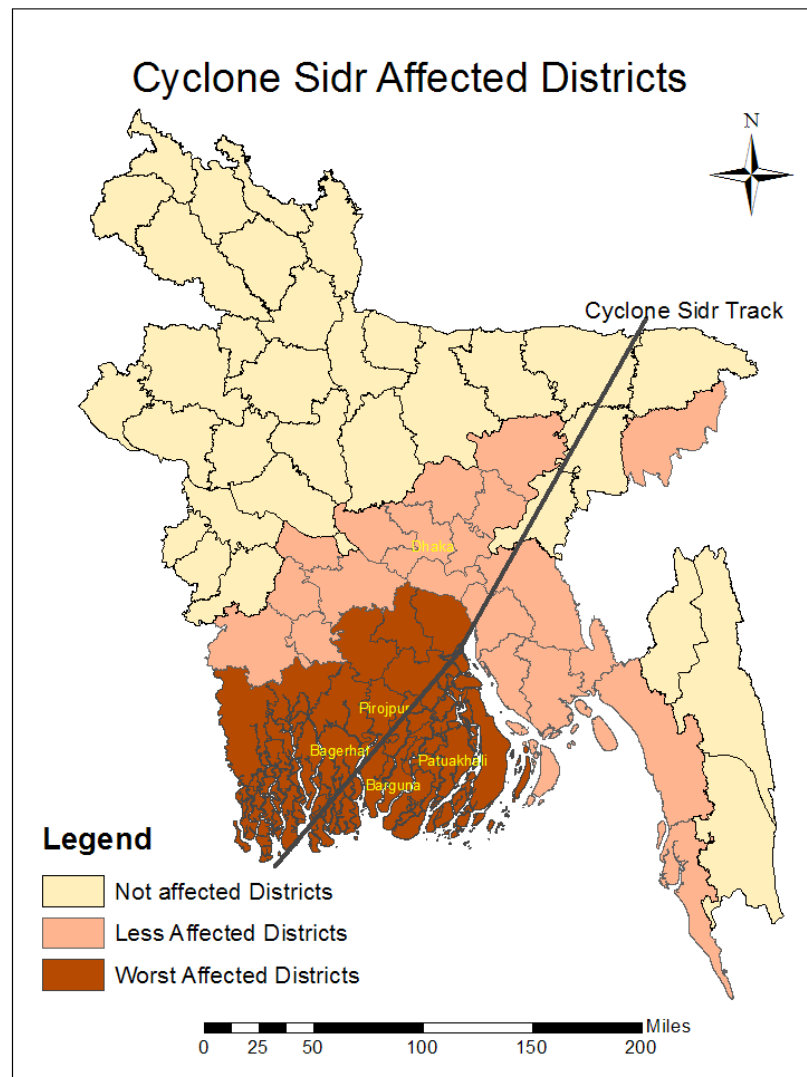 Cyclone Sidr Affected Districts
N
Cyclone Sidr Track
Dhaka
Pirojpur
Bagerhat
Patuakhali
Barguna
Legend
Not affected Districts
Less Affected Districts
Worst Affected Districts
Miles
0 25 50 100 150 200